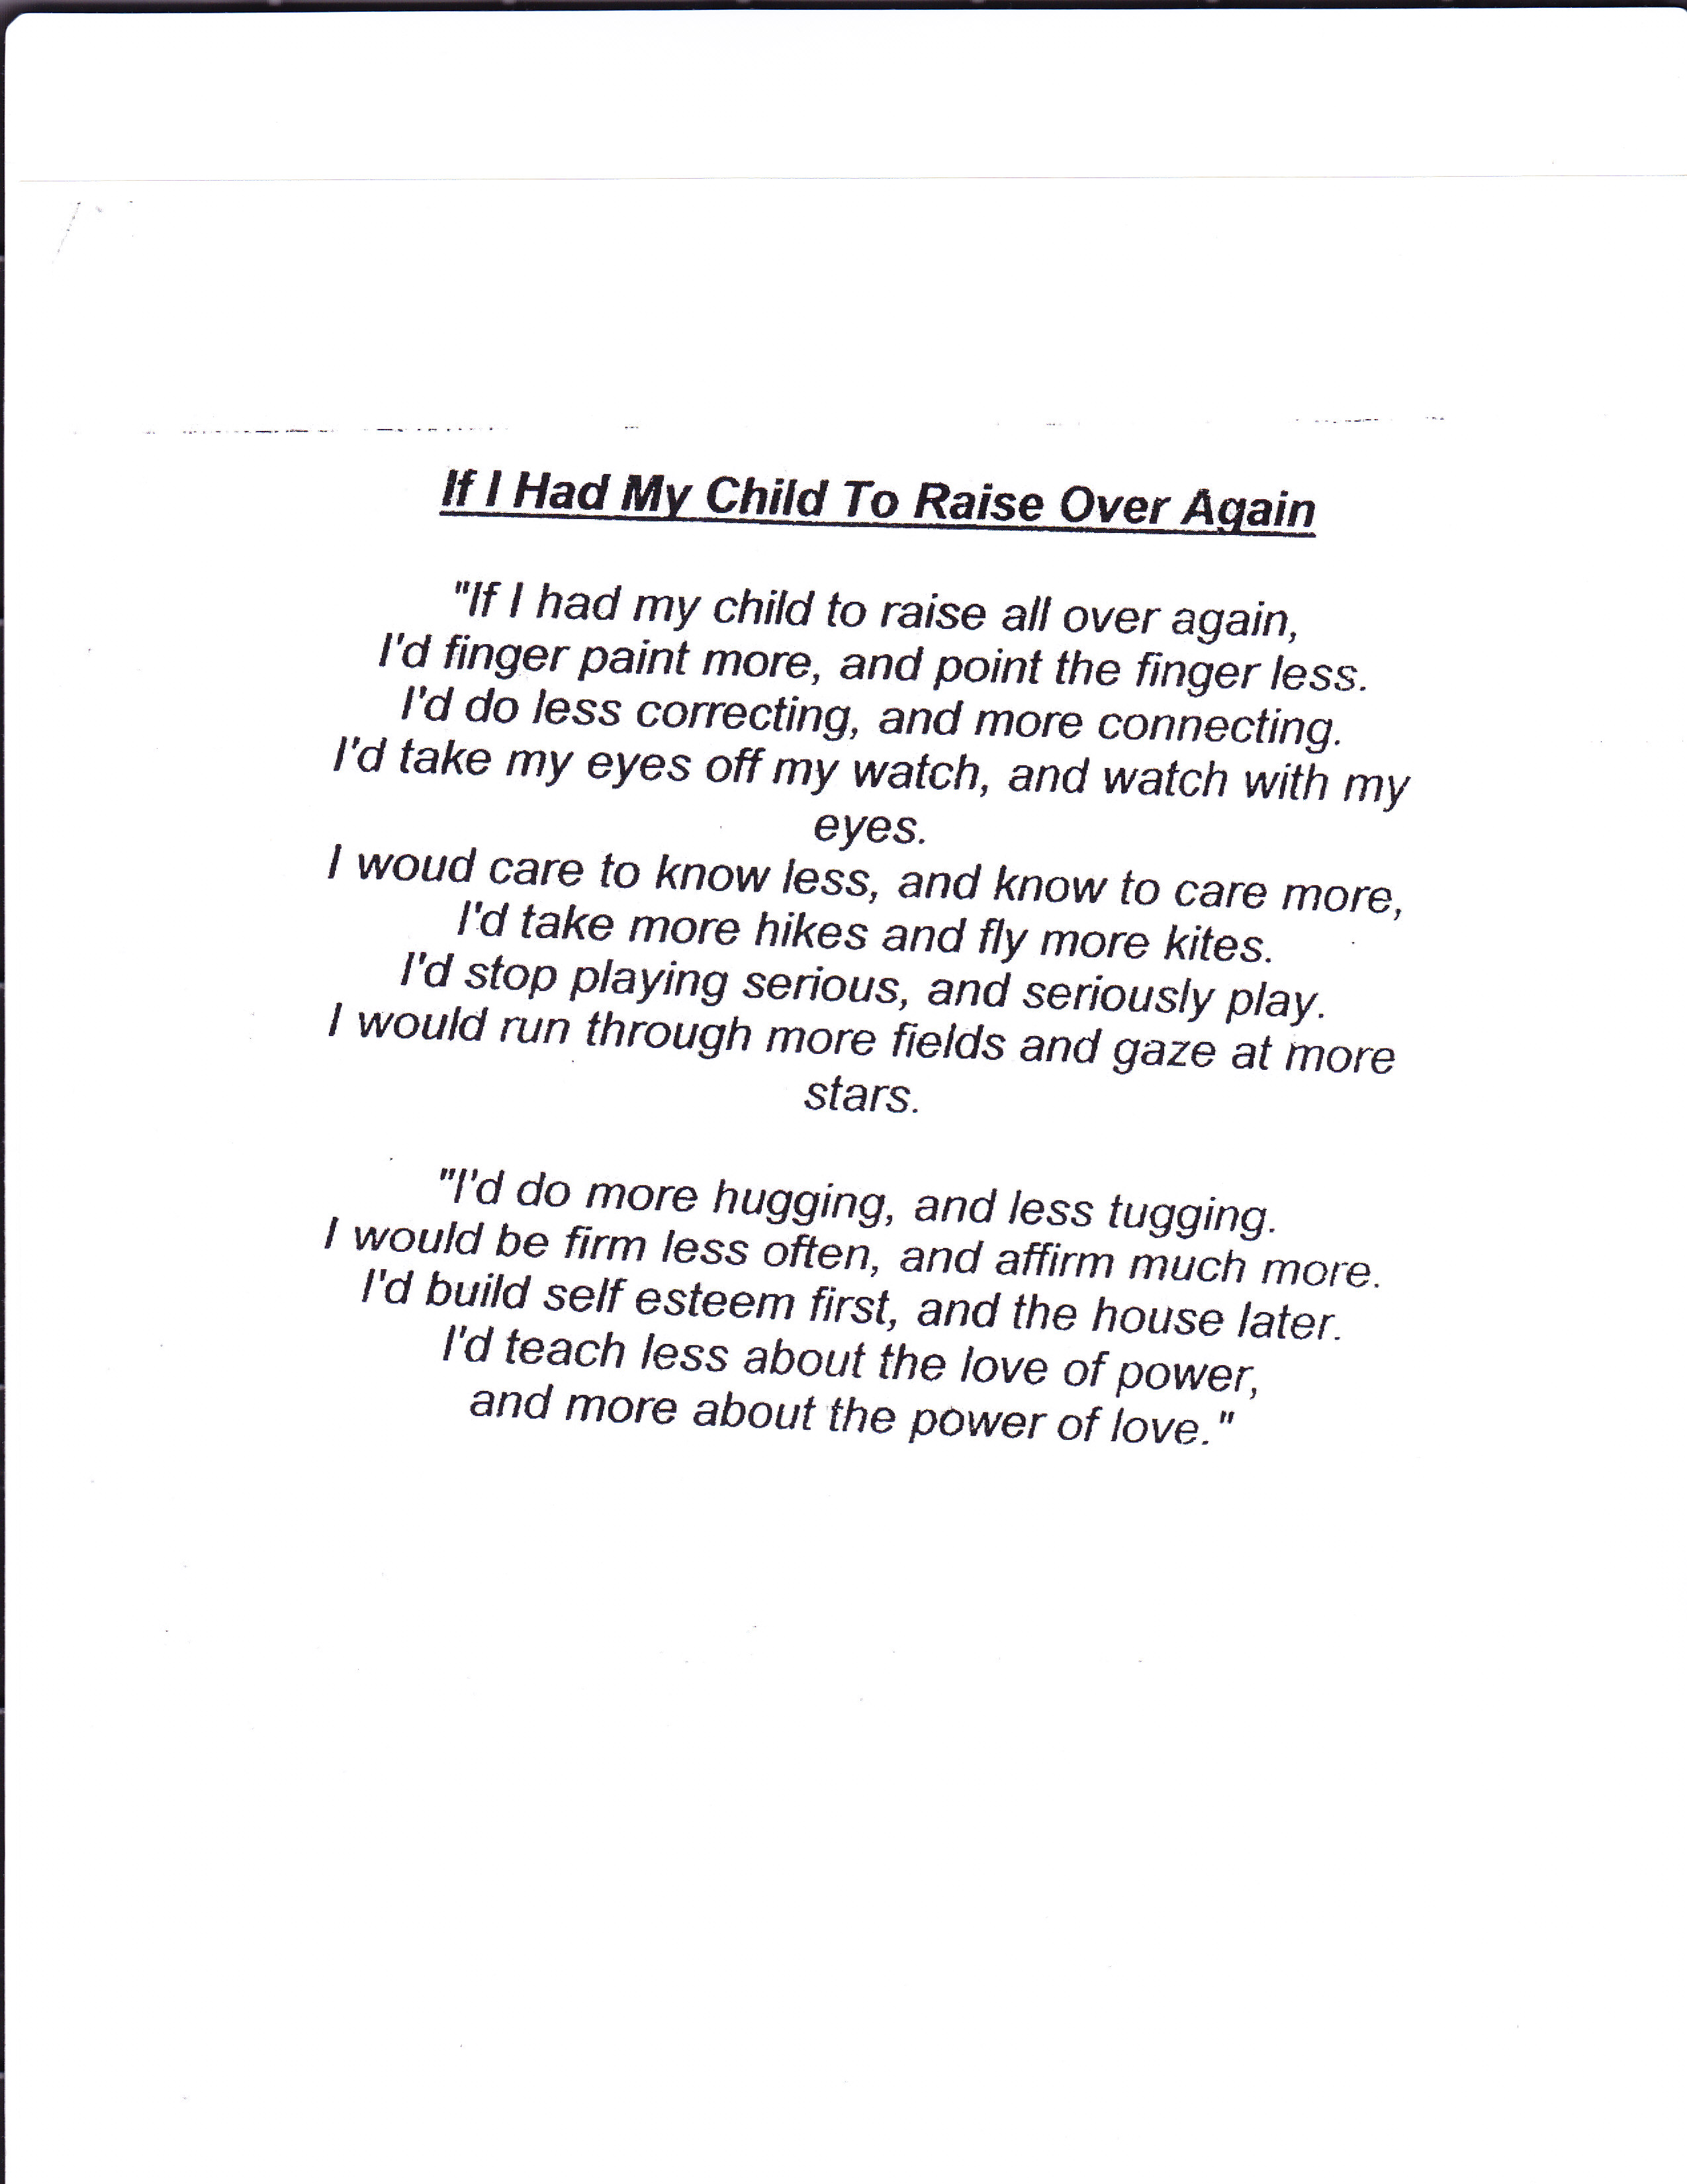 If I Had My Child To Raise Over Again
"If I had my child to raise all over again,
I'd finger paint more, and point the finger less.
I'd do less correcting, and more connecting.
I'd take my eyes off my watch, and watch with my
eyes.
I woud care to know less, and know to care more,
I'd take more hikes and fly more kites.
I'd stop playing serious, and seriously play.
I would run through more fields and gaze at more
stars.
"I'd do more hugging, and less tugging.
I would be firm less often, and affirm much more.
I'd build self esteem first, and the house later.
I'd teach less about the love of power,
and more about the power of love."